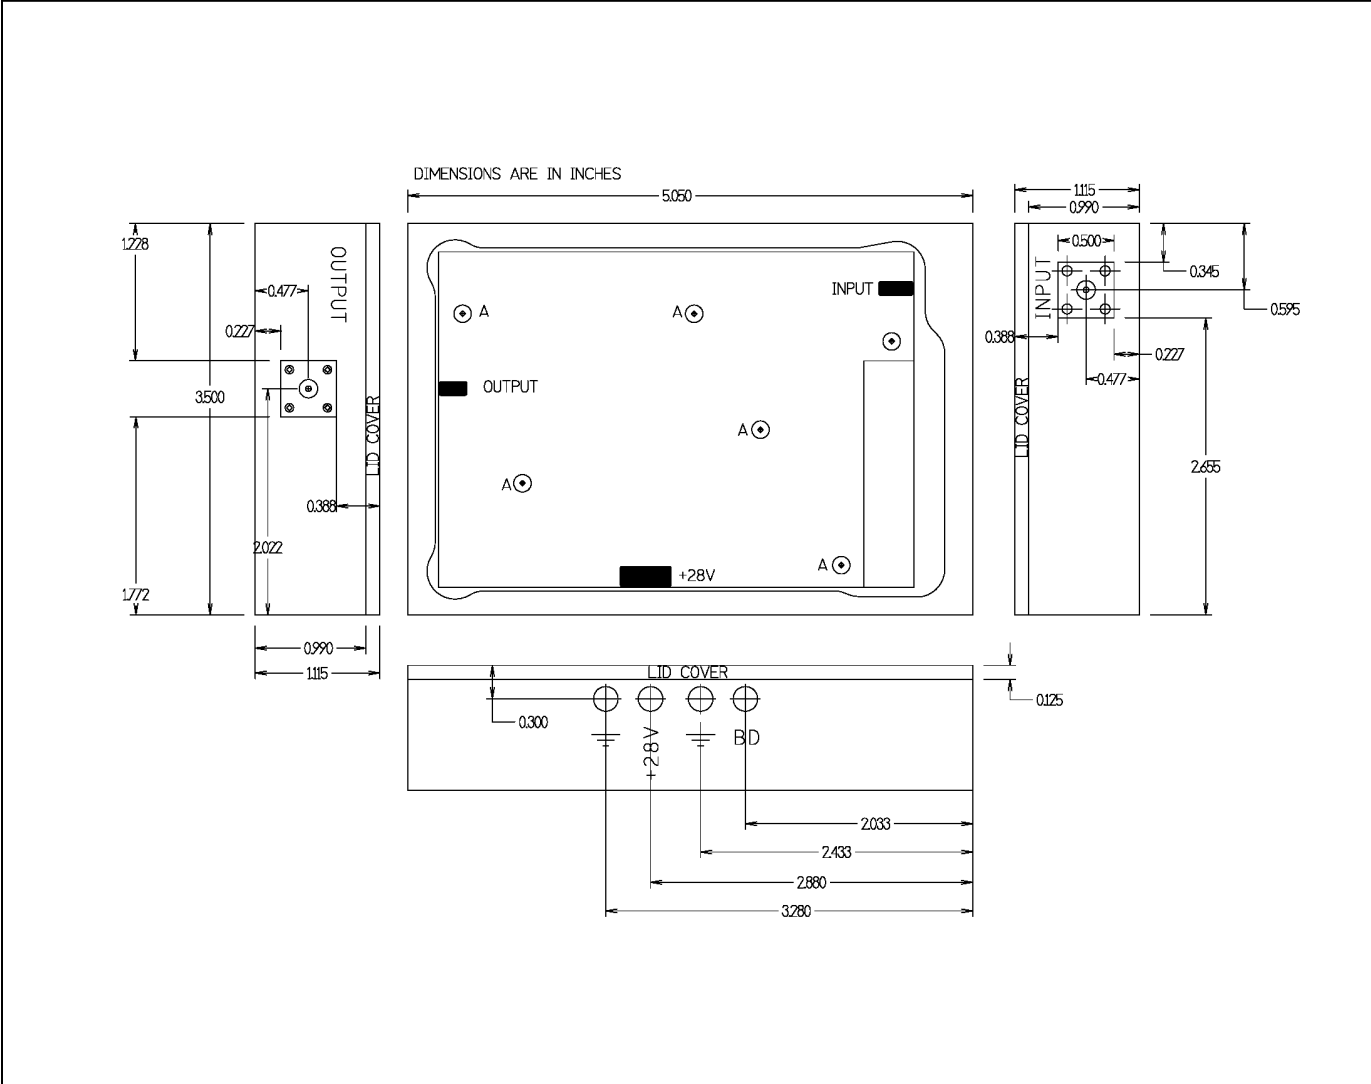 DIMENSIONS ARE IN INCHES
5.050
1.115
0.990
1.228
OUTPUT
0.477
0.227
3.500
LID COVER
0.388
2.022
1.772
0.990
1.115
A
A
INPUT
OUTPUT
A
A
A
+28V
INPUT
0.500
0.345
0.595
0.388
0.227
0.477
LID COVER
2.655
LID COVER
0.300
+28V
BD
0.125
2.033
2.433
2.880
3.280